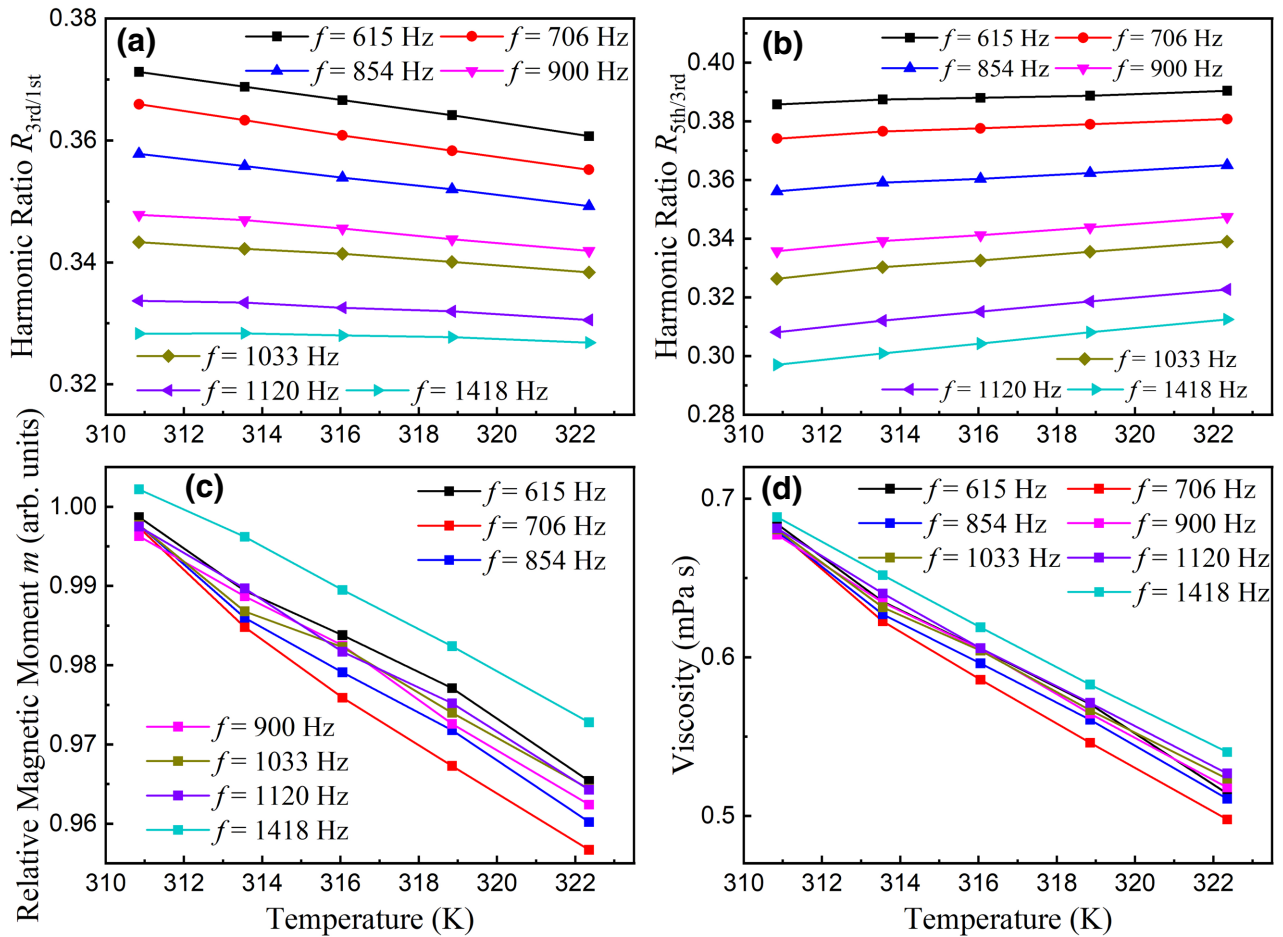 (a)
f = 615 Hz f = 706 Hz
f = 854 Hz f = 900 Hz
f = 1033 Hz
f = 1120 Hz f = 1418 Hz
Harmonic Ratio R3rd/1st
0.38
0.36
0.34
0.32
310 312 314 316 318 320 322
(b)
f = 615 Hz f = 706 Hz
f = 854 Hz f = 900 Hz
f = 1033 Hz
f = 1120 Hz f = 1418 Hz
Harmonic Ratio R5th/3rd
0.40
0.38
0.36
0.34
0.32
0.30
0.28
310 312 314 316 318 320 322
(c)
f = 615 Hz
f = 706 Hz
f = 854 Hz
f = 900 Hz
f = 1033 Hz
f = 1120 Hz
f = 1418 Hz
Relative Magnetic Moment m (arb. units)
1.00
0.99
0.98
0.97
0.96
310 312 314 316 318 320 322
Temperature (K)
(d)
f = 615 Hz f = 706 Hz
f = 854 Hz f = 900 Hz
f = 1033 Hz f = 1120 Hz
f = 1418 Hz
Viscosity (mPa s)
0.7
0.6
0.5
310 312 314 316 318 320 322
Temperature (K)